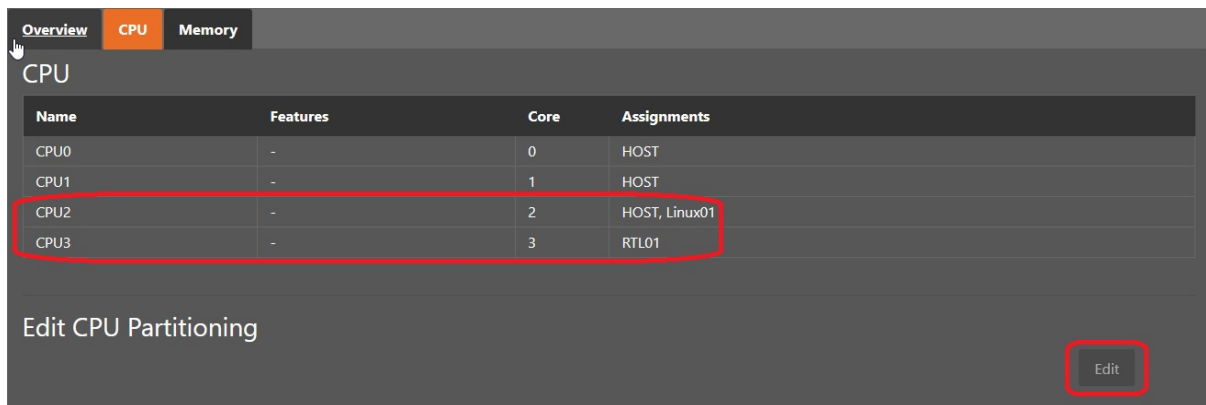 Overview CPU Memory
CPU
Name Features Core Assignments
CPU0 - 0 HOST
CPU1 - 1 HOST
CPU2 - 2 HOST, Linux01
CPU3 - 3 RTL01
Edit CPU Partitioning
Edit